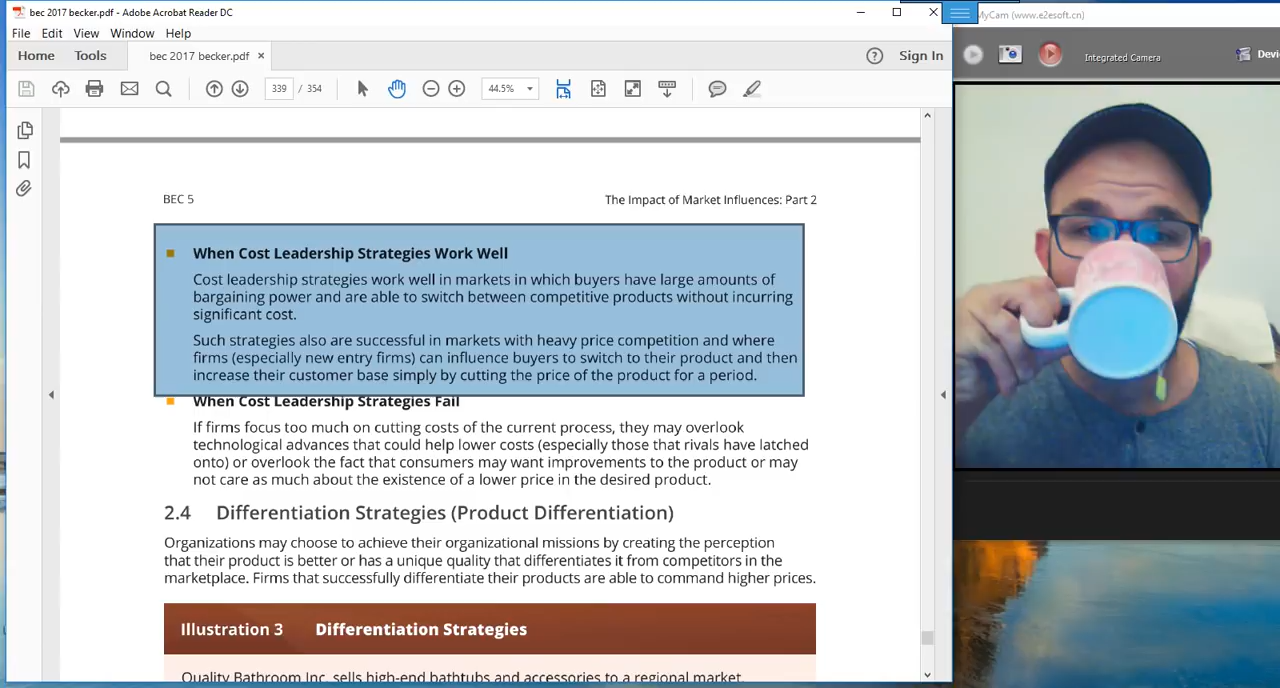 bec 2017 becker.pdf - Adobe Acrobat Reader DC
MyCam (www.e2esoft.cn)
File Edit View Window Help
Home Tools bec 2017 becker.pdf Sign In
Integrated Camera
339 / 354 44.5%
BEC 5 The Impact of Market Influences: Part 2
When Cost Leadership Strategies Work Well
Cost leadership strategies work well in markets in which buyers have large amounts of
bargaining power and are able to switch between competitive products without incurring
significant cost.
Such strategies also are successful in markets with heavy price competition and where
firms (especially new entry firms) can influence buyers to switch to their product and then
increase their customer base simply by cutting the price of the product for a period.
When Cost Leadership Strategies Fail
If firms focus too much on cutting costs of the current process, they may overlook
technological advances that could help lower costs (especially those that rivals have latched
onto) or overlook the fact that consumers may want improvements to the product or may
not care as much about the existence of a lower price in the desired product.
2.4 Differentiation Strategies (Product Differentiation)
Organizations may choose to achieve their organizational missions by creating the perception
that their product is better or has a unique quality that differentiates it from competitors in the
marketplace. Firms that successfully differentiate their products are able to command higher prices.
Illustration 3 Differentiation Strategies
Quality Bathroom Inc. sells high-end bathtubs and accessories to a regional market.